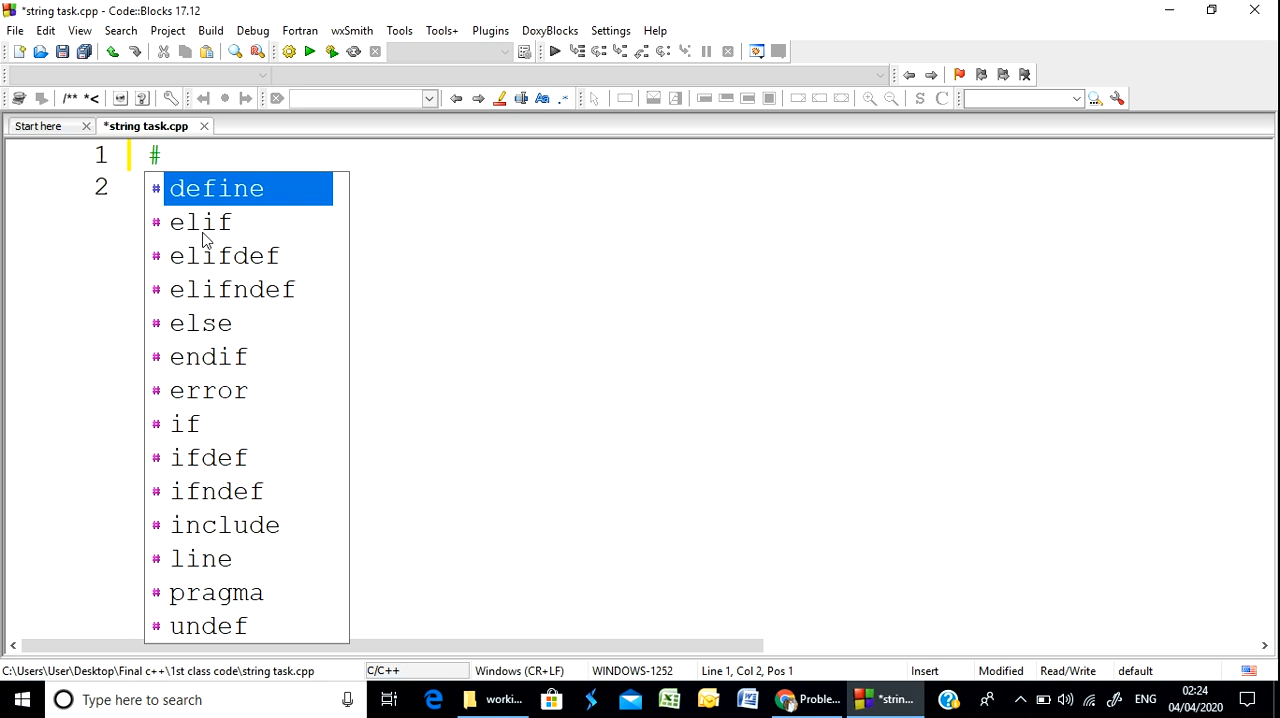 *string task.cpp - Code::Blocks 17.12
File Edit View Search Project Build Debug Fortran wxSmith Tools Tools+ Plugins DoxyBlocks Settings Help
/** *<
Aa .*
S C
Start here *string task.cpp
1 #
2
# define
# elif
# elifdef
# elifndef
# else
# endif
# error
# if
# ifdef
# ifndef
# include
# line
# pragma
# undef
C:\Users\User\Desktop\Final c++\1st class code\string task.cpp C/C++ Windows (CR+LF) WINDOWS-1252 Line 1, Col 2, Pos 1 Insert Modified Read/Write default
Type here to search worki... Proble... *strin... ENG 02:24
04/04/2020